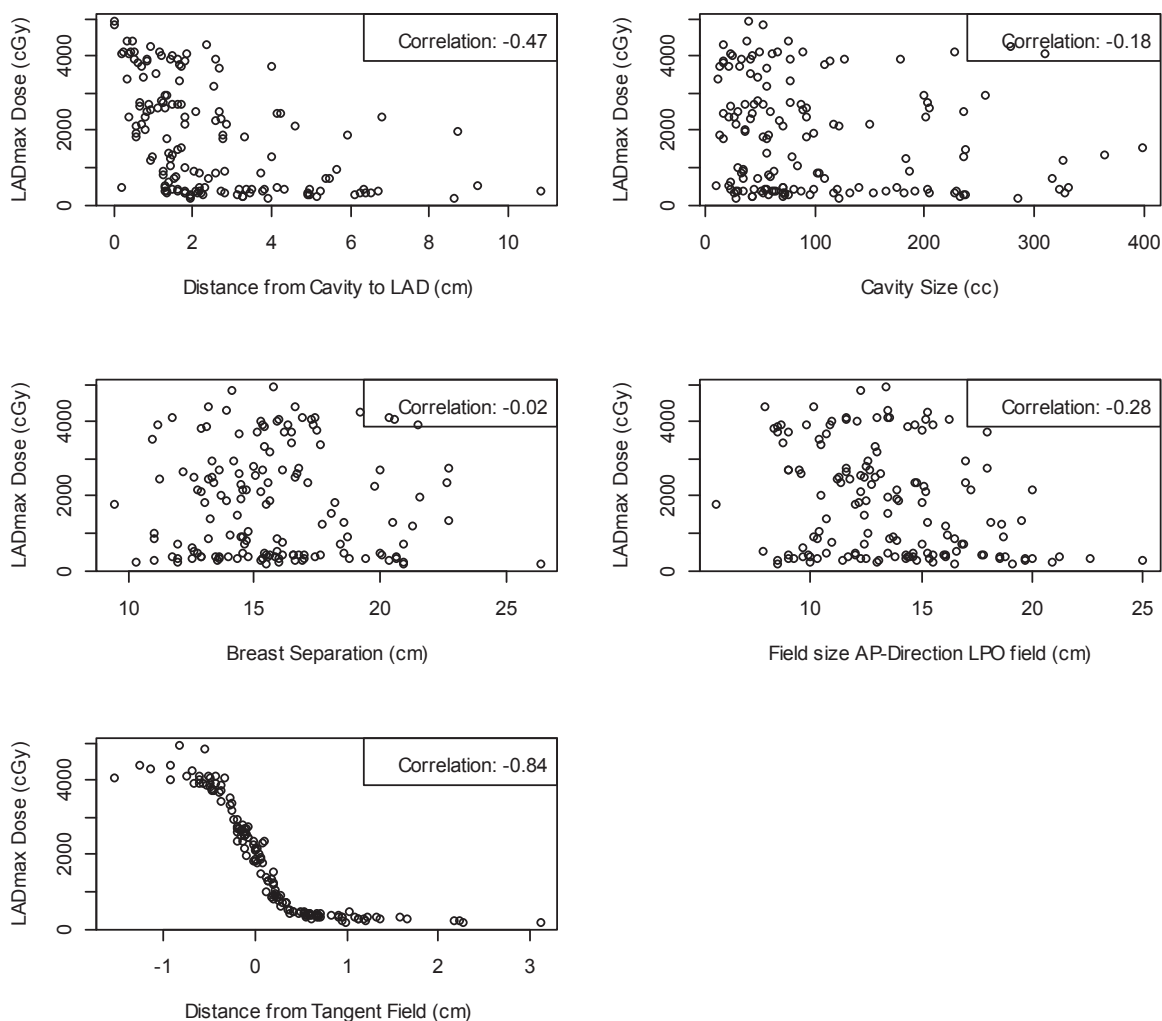 Correlation: -0.47
LADmax Dose (cGy)
0 2000 4000
0 2 4 6 8 10
Distance from Cavity to LAD (cm)
Correlation: -0.18
LADmax Dose (cGy)
0 2000 4000
0 100 200 300 400
Cavity Size (cc)
Correlation: -0.02
LADmax Dose (cGy)
0 2000 4000
10 15 20 25
Breast Separation (cm)
Correlation: -0.28
LADmax Dose (cGy)
0 2000 4000
10 15 20 25
Field size AP-Direction LPO field (cm)
Correlation: -0.84
LADmax Dose (cGy)
0 2000 4000
-1 0 1 2 3
Distance from Tangent Field (cm)